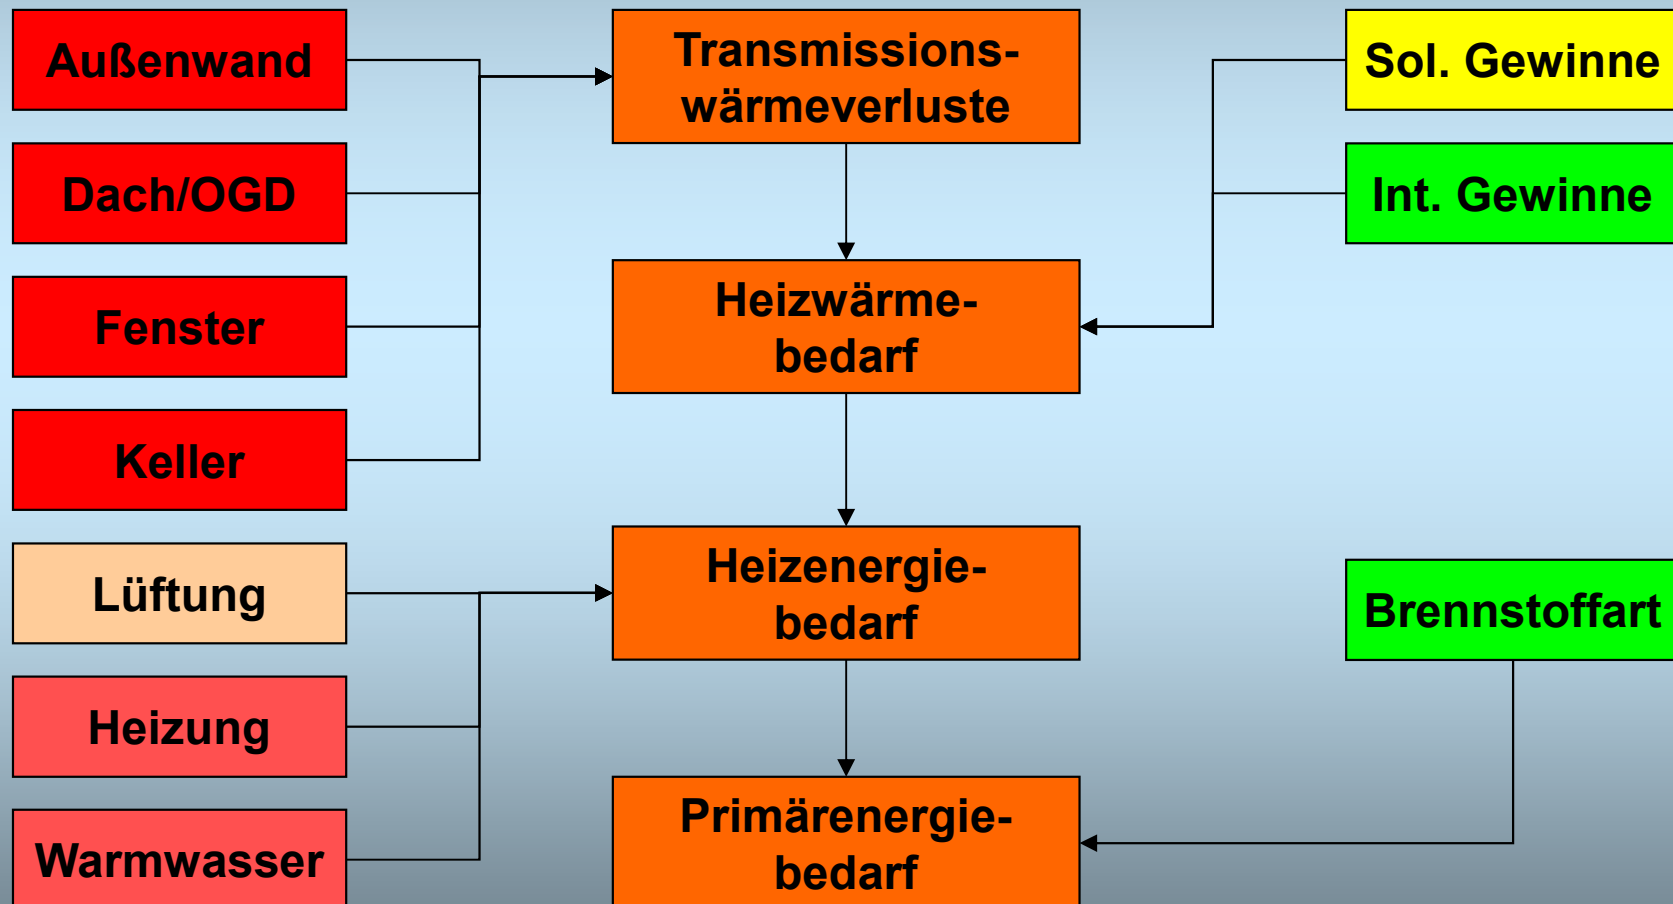 Außenwand
Transmissions-
wärmeverluste
Sol. Gewinne
Dach/OGD
Int. Gewinne
Fenster
Heizwärme-
bedarf
Keller
Lüftung
Heizenergie-
bedarf
Brennstoffart
Heizung
Warmwasser
Primärenergie-
bedarf